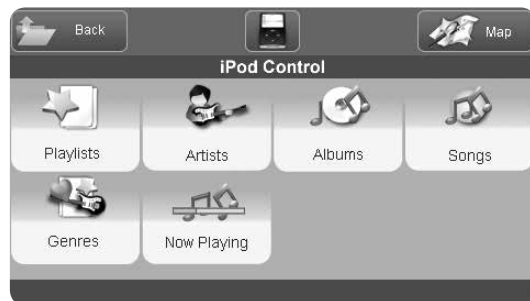 Back
Map
iPod Control
Playlists
Artists
Albums
Songs
Genres
Now Playing